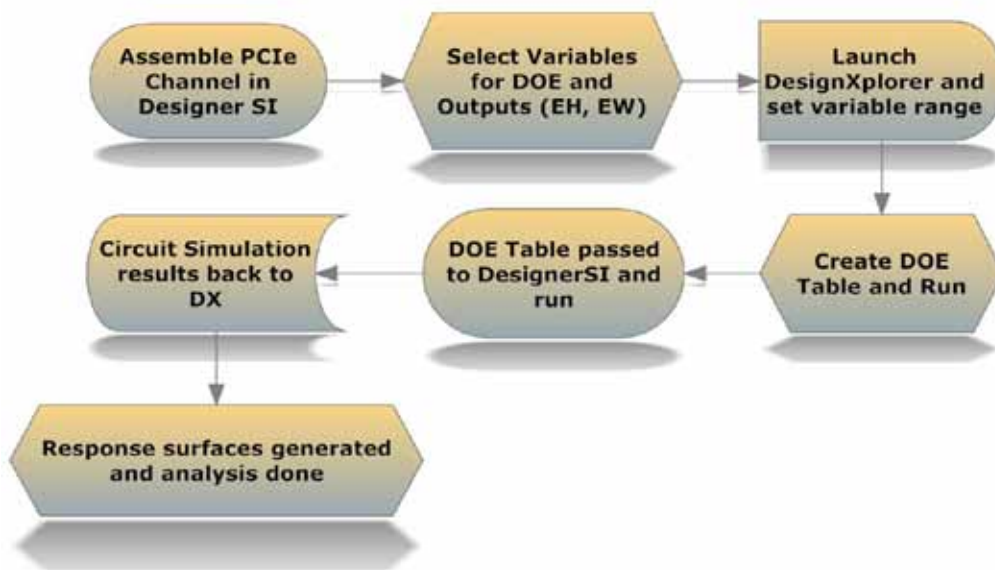 Assemble PCIe
Channel in
Designer SI
Select Variables
for DOE and
Outputs (EH, EW)
Launch
DesignXplorer and
set variable range
Create DOE
Table and Run
DOE Table passed
to DesignerSI and
run
Circuit Simulation
results back to
DX
Response surfaces generated
and analysis done